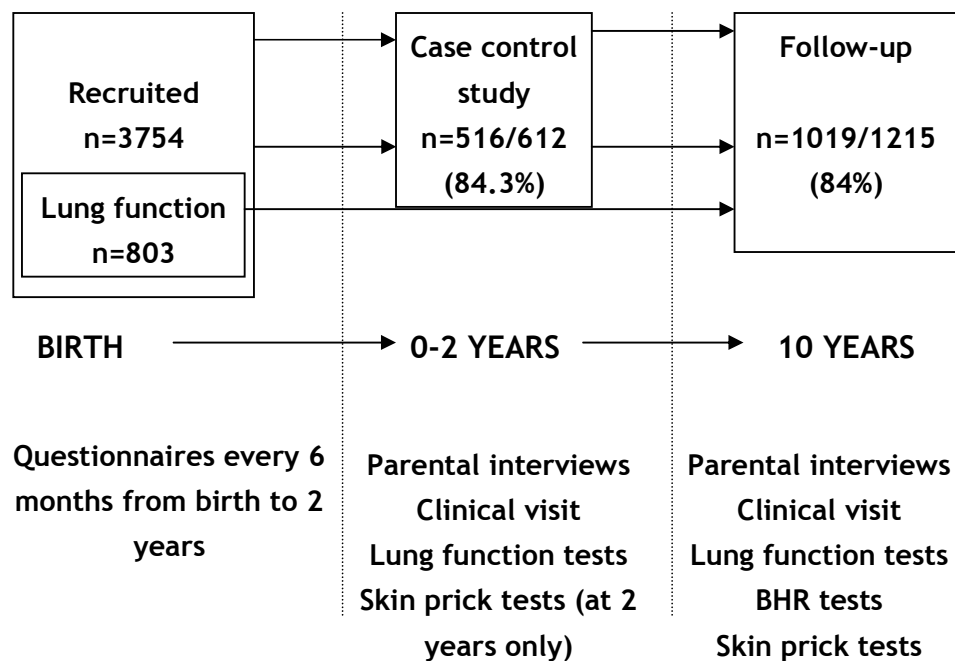 Recruited
n=3754
Lung function
n=803
Case control
study
n=516/612
(84.3%)
Follow-up
n=1019/1215
(84%)
BIRTH
0-2 YEARS
10 YEARS
Questionnaires every 6
months from birth to 2
years
Parental interviews
Clinical visit
Lung function tests
Skin prick tests (at 2
years only)
Parental interviews
Clinical visit
Lung function tests
BHR tests
Skin prick tests